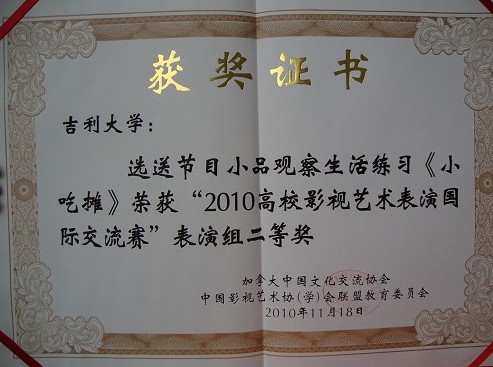 获奖证书
吉利大学：
选送节目小品观察生活练习《小
吃摊》荣获“2010高校影视艺术表演国
际交流赛”表演组二等奖
加拿大中国文化交流协会
中国影视艺术协(学)会联盟教育委员会
2010年11月18日